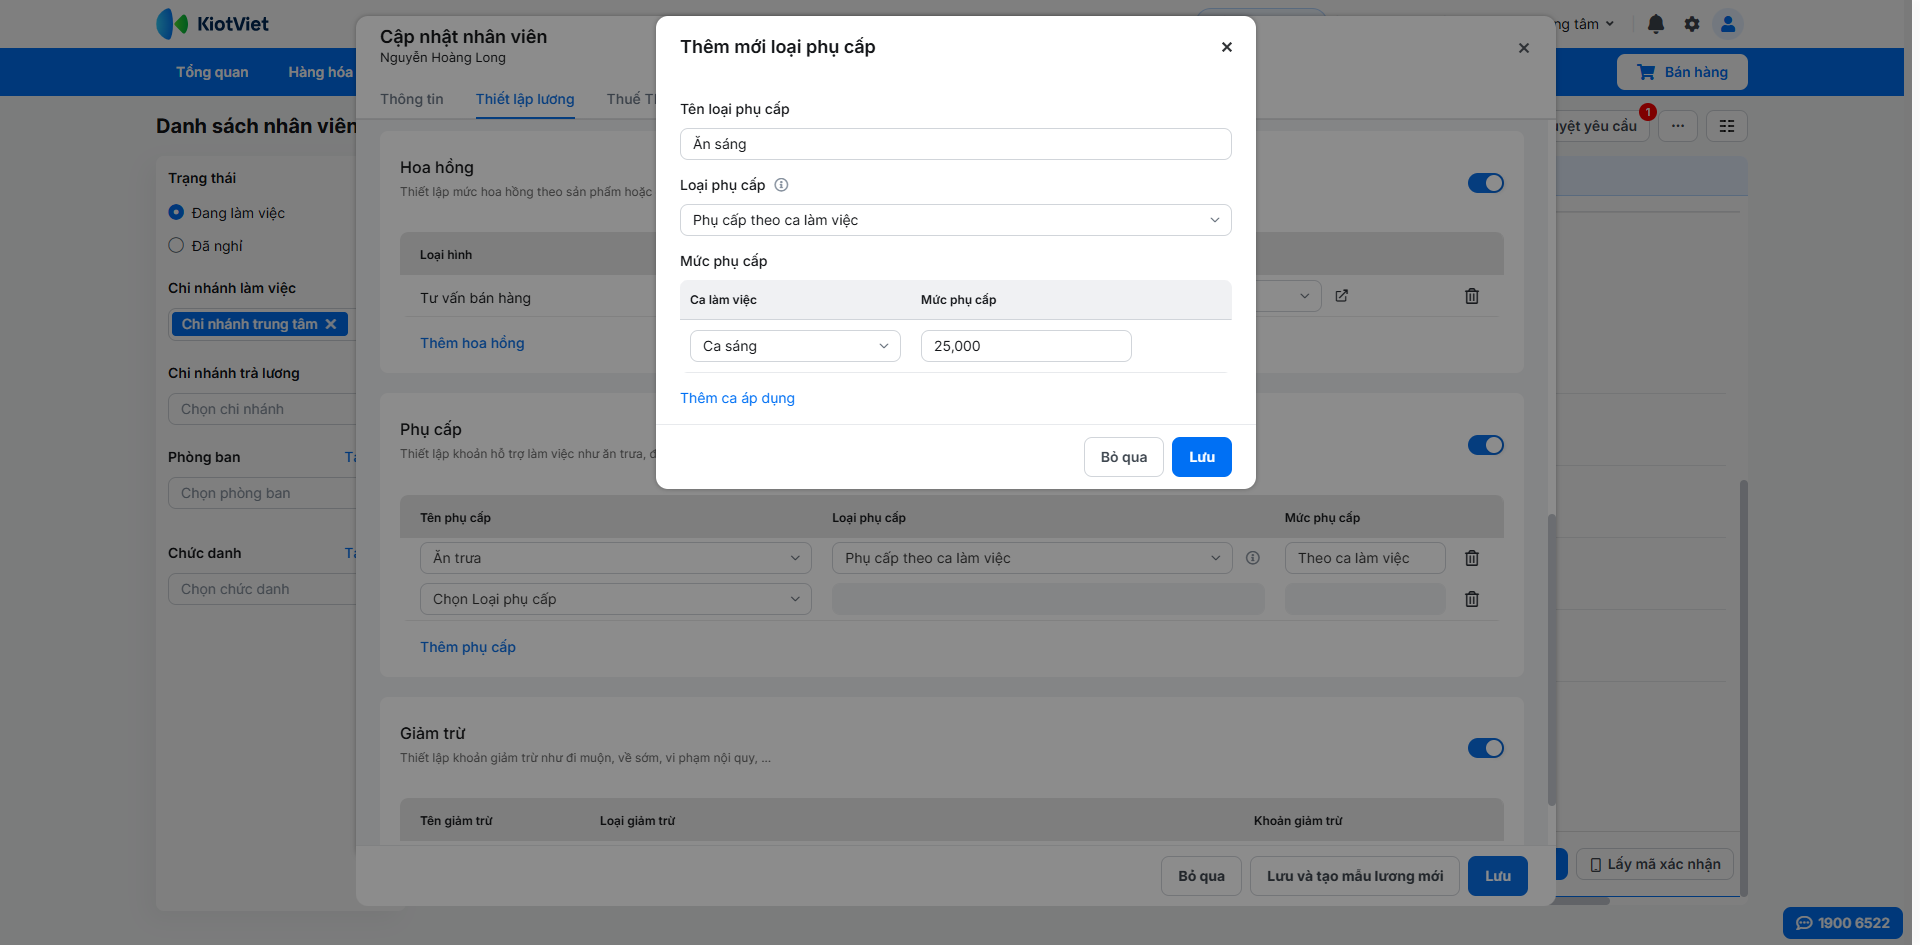 KiotViet
ng tâm
Tổng quan
Hàng hóa
Bán hàng
Danh sách nhân viên
uyệt yêu cầu
1
Trạng thái
Đang làm việc
Đã nghỉ
Chi nhánh làm việc
Chi nhánh trung tâm
Chi nhánh trả lương
Chọn chi nhánh
Phòng ban
Tạ
Chọn phòng ban
Chức danh
Tạ
Chọn chức danh
Cập nhật nhân viên
Nguyễn Hoàng Long
Thông tin
Thiết lập lương
Thuế T
Hoa hồng
Thiết lập mức hoa hồng theo sản phẩm hoặc
Loại hình
Tư vấn bán hàng
Thêm hoa hồng
Phụ cấp
Thiết lập khoản hỗ trợ làm việc như ăn trưa, đ
Tên phụ cấp
Loại phụ cấp
Mức phụ cấp
Ăn trưa
Phụ cấp theo ca làm việc
Theo ca làm việc
Chọn Loại phụ cấp
Thêm phụ cấp
Giảm trừ
Thiết lập khoản giảm trừ như đi muộn, về sớm, vi phạm nội quy, ...
Tên giảm trừ
Loại giảm trừ
Khoản giảm trừ
Bỏ qua
Lưu và tạo mẫu lương mới
Lưu
Lấy mã xác nhận
1900 6522
Thêm mới loại phụ cấp
Tên loại phụ cấp
Ăn sáng
Loại phụ cấp
Phụ cấp theo ca làm việc
Mức phụ cấp
Ca làm việc
Mức phụ cấp
Ca sáng
25,000
Thêm ca áp dụng
Bỏ qua
Lưu